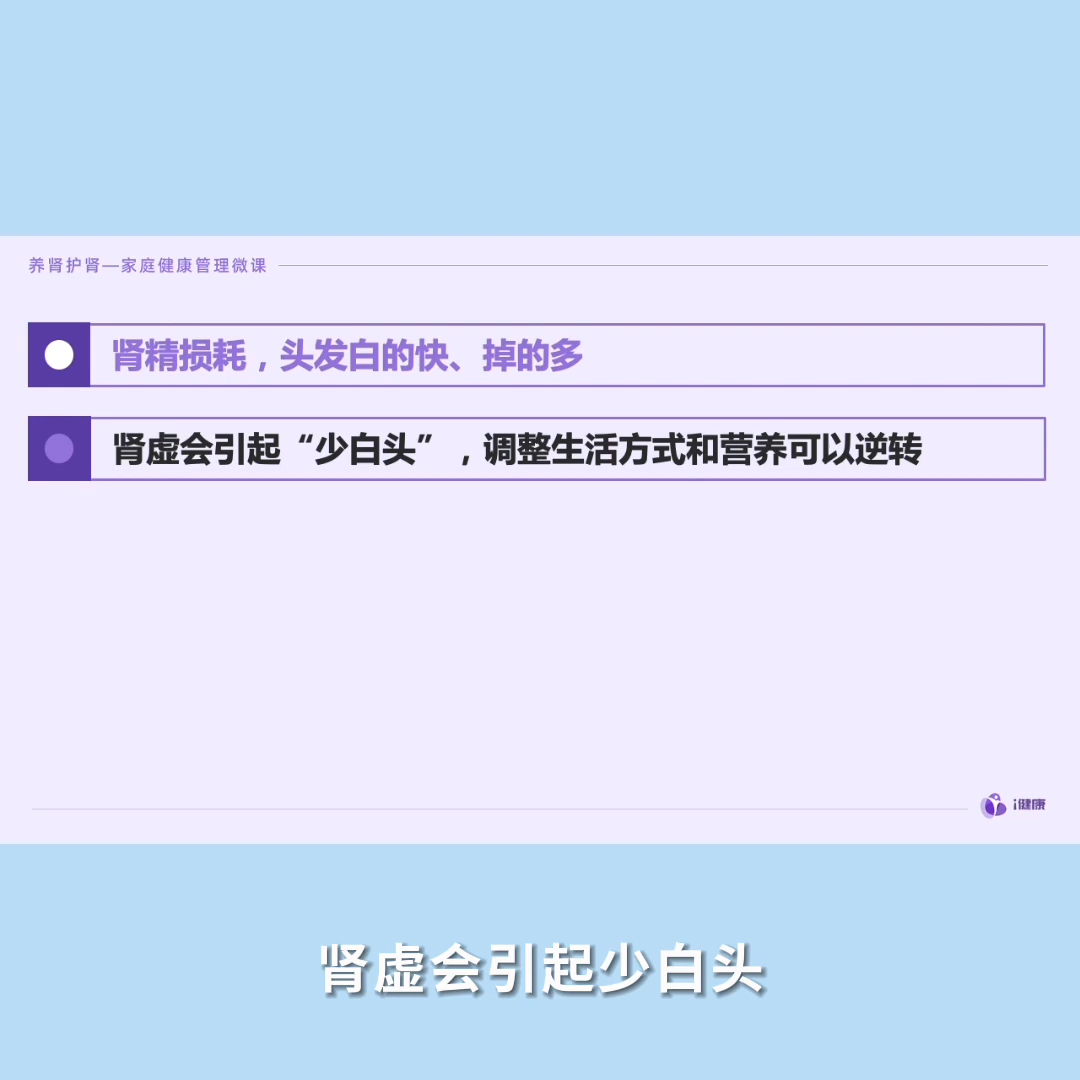 养肾护肾—家庭健康管理微课
肾精损耗，头发白的快、掉的多
肾虚会引起“少白头”，调整生活方式和营养可以逆转
i健康
肾虚会引起少白头